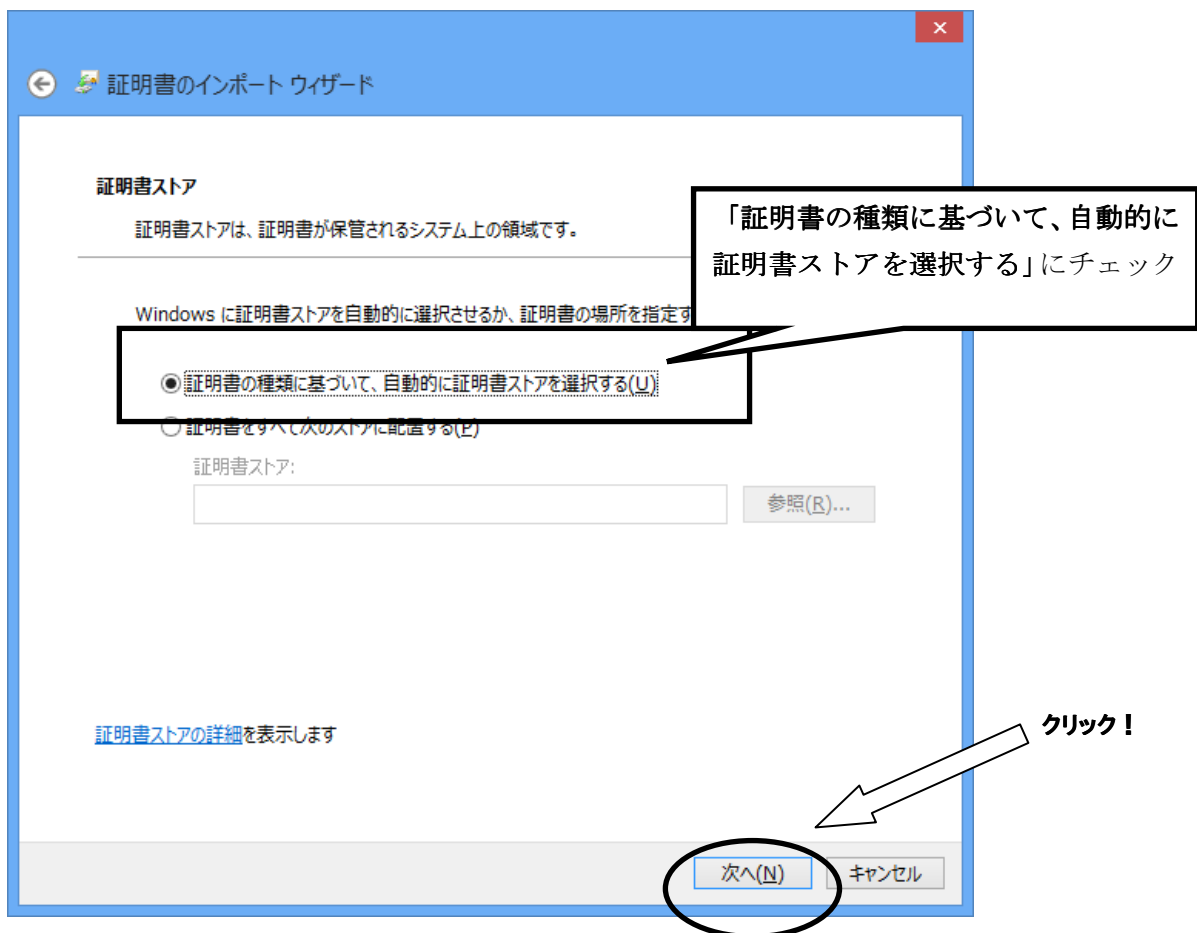 証明書のインポート ウィザード
証明書ストア
証明書ストアは、証明書が保管されるシステム上の領域です。
「証明書の種類に基づいて、自動的に
証明書ストアを選択する」にチェック
Windows に証明書ストアを自動的に選択させるか、証明書の場所を指定す
証明書の種類に基づいて、自動的に証明書ストアを選択する(U)
証明書をすべて次のストアに配置する(P)
証明書ストア:
参照(R)...
証明書ストアの詳細を表示します
クリック!
次へ(N)
キャンセル